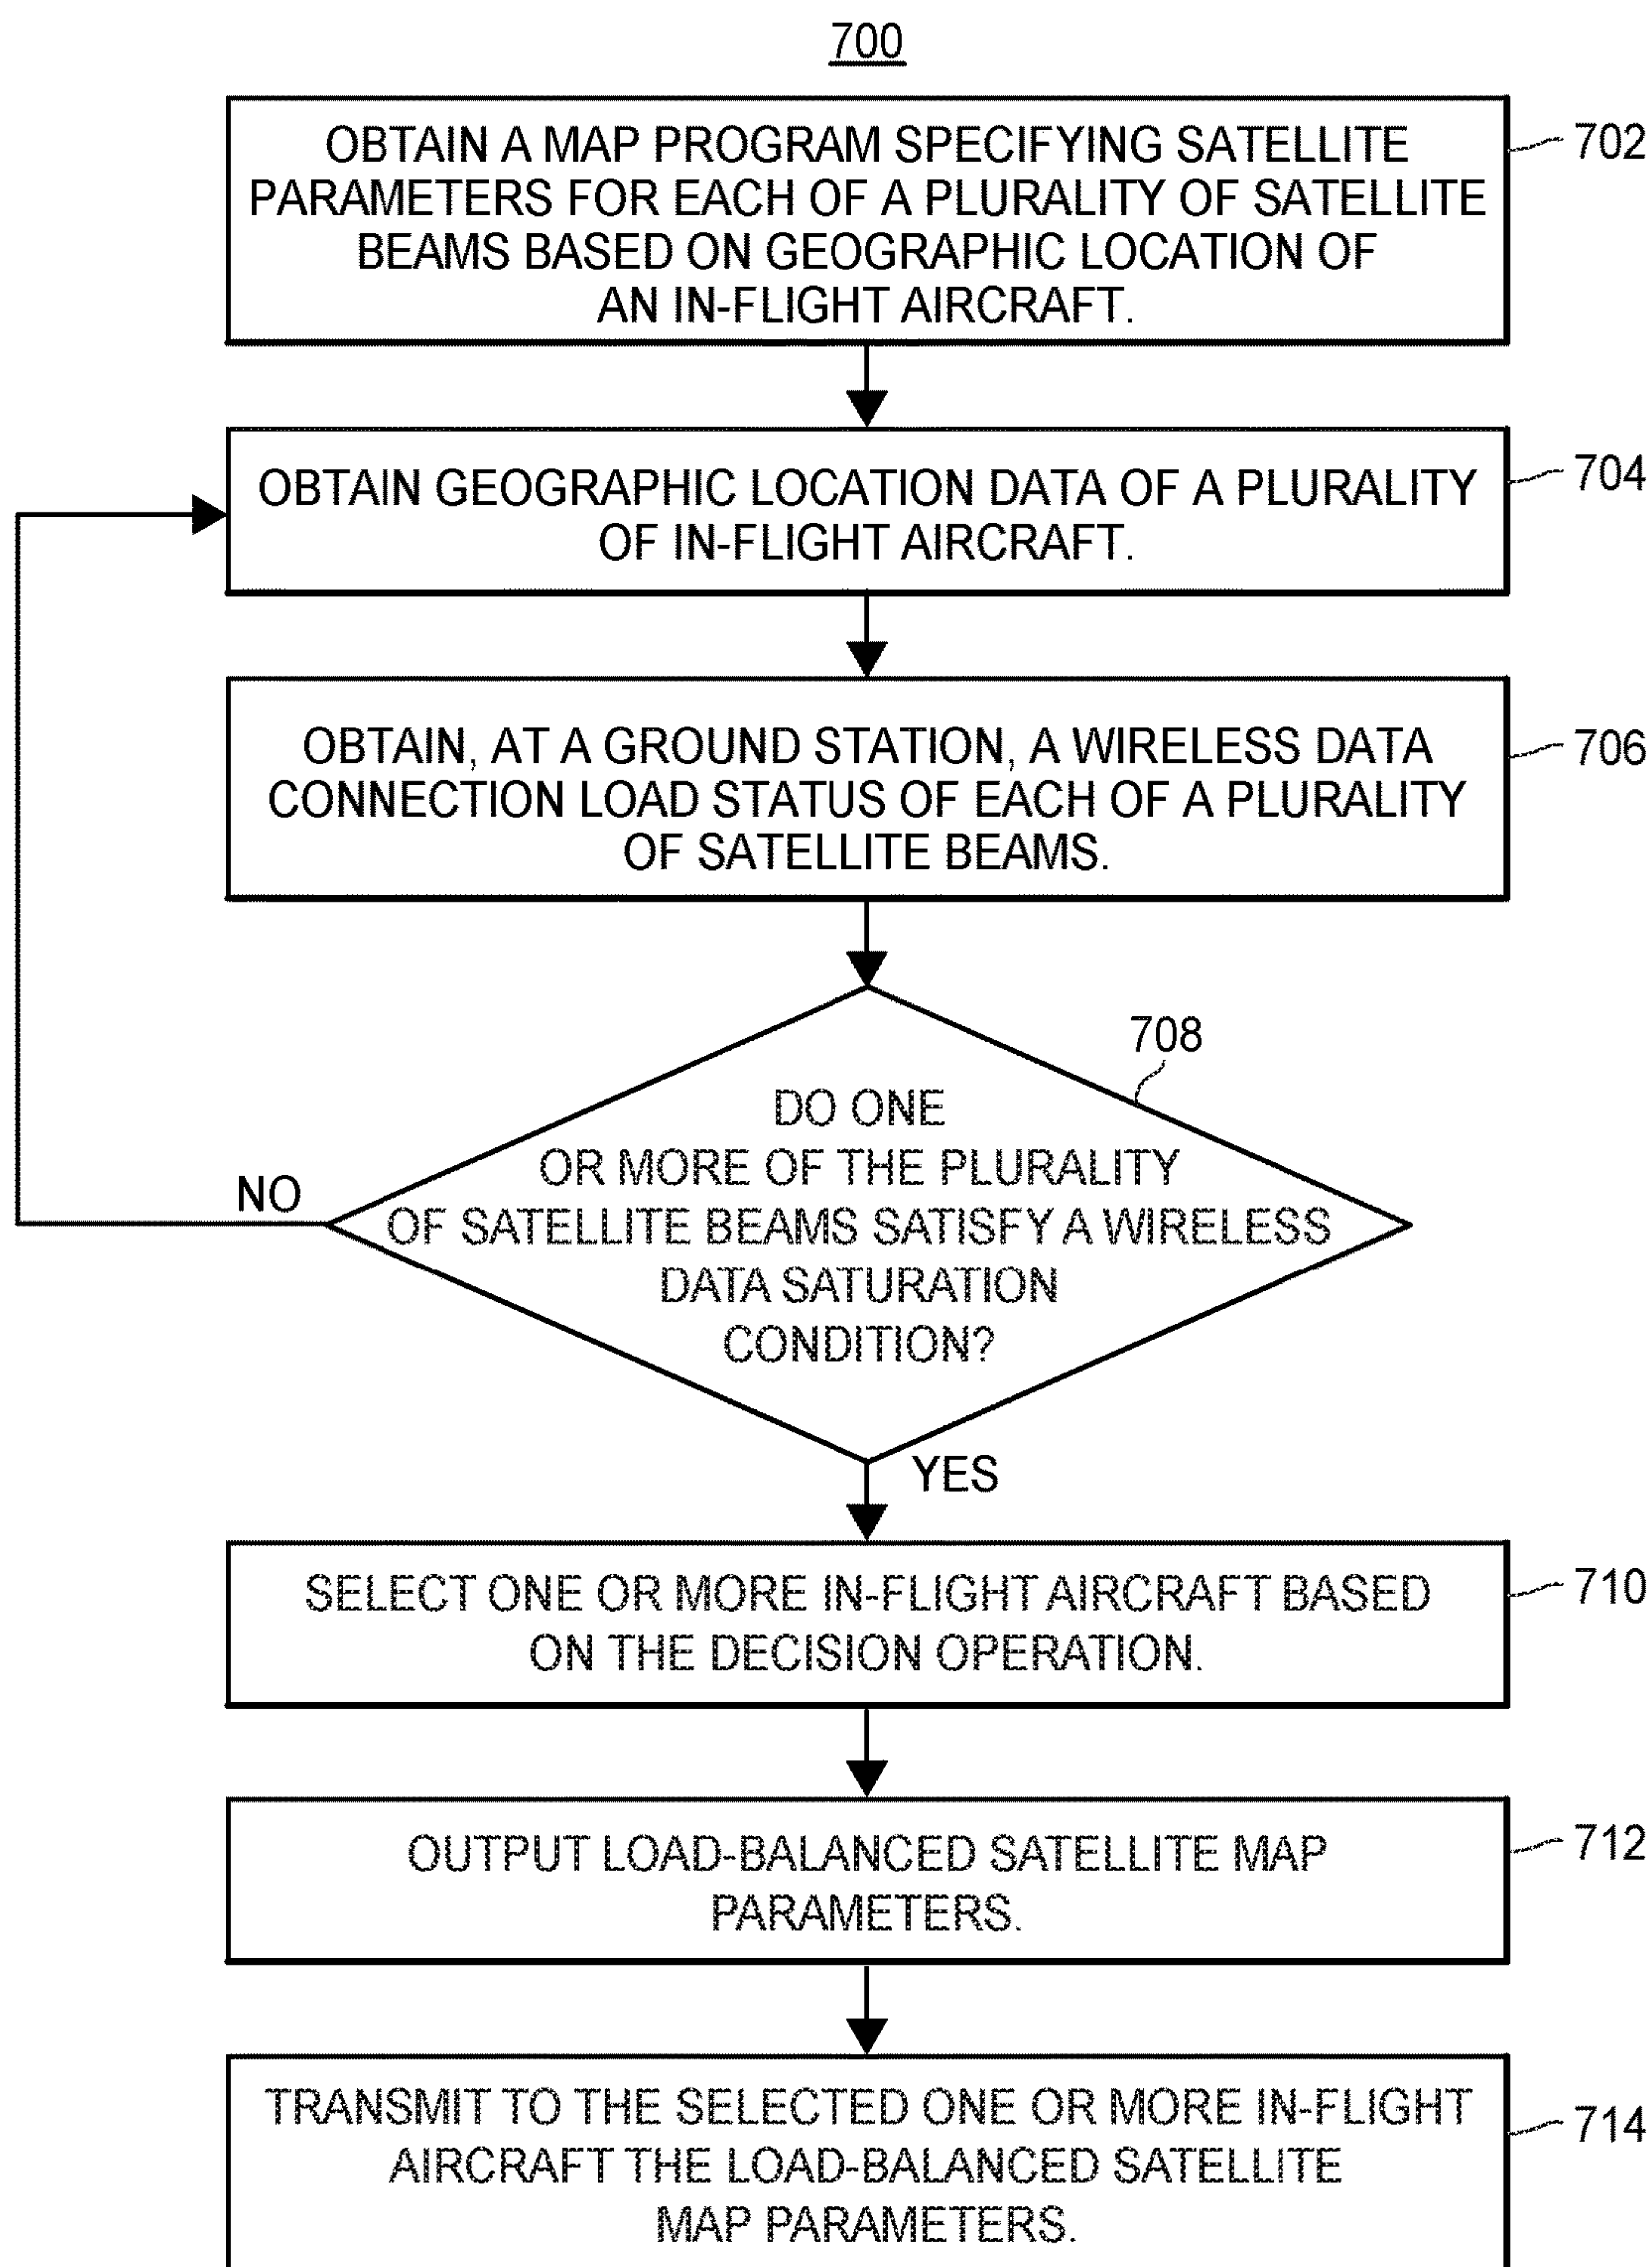 700
OBTAIN A MAP PROGRAM SPECIFYING SATELLITE
PARAMETERS FOR EACH OF A PLURALITY OF SATELLITE
BEAMS BASED ON GEOGRAPHIC LOCATION OF
AN IN-FLIGHT AIRCRAFT.
702
OBTAIN GEOGRAPHIC LOCATION DATA OF A PLURALITY
OF IN-FLIGHT AIRCRAFT.
704
OBTAIN, AT A GROUND STATION, A WIRELESS DATA
CONNECTION LOAD STATUS OF EACH OF A PLURALITY
OF SATELLITE BEAMS.
706
708
DO ONE
OR MORE OF THE PLURALITY
OF SATELLITE BEAMS SATISFY A WIRELESS
DATA SATURATION
CONDITION?
NO
YES
SELECT ONE OR MORE IN-FLIGHT AIRCRAFT BASED
ON THE DECISION OPERATION.
710
OUTPUT LOAD-BALANCED SATELLITE MAP
PARAMETERS.
712
TRANSMIT TO THE SELECTED ONE OR MORE IN-FLIGHT
AIRCRAFT THE LOAD-BALANCED SATELLITE
MAP PARAMETERS.
714